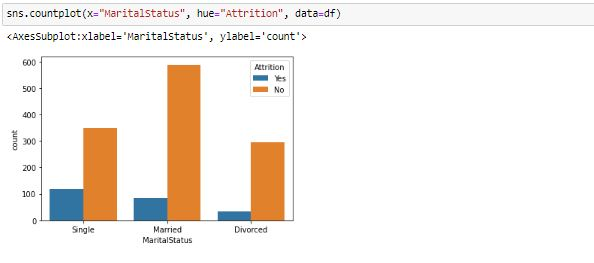 sns.countplot(x="MaritalStatus", hue="Attrition", data=df)
<AxesSubplot:xlabel='MaritalStatus', ylabel='count'>
600
500
400
300
200
100
0
count
Attrition
Yes
No
Single Married Divorced
MaritalStatus